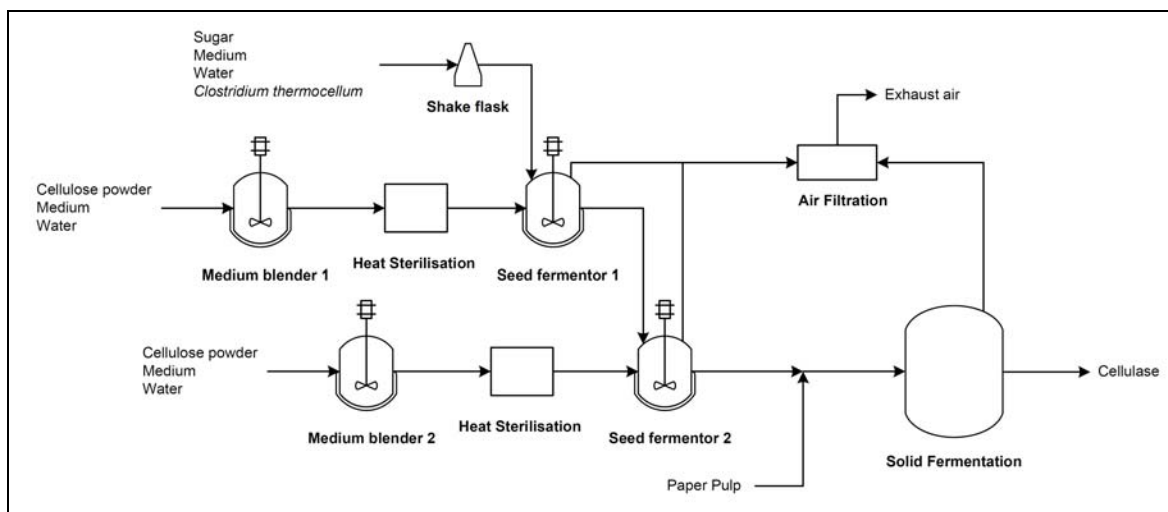 Sugar
Medium
Water
Clostridium thermocellum
Shake flask
Exhaust air
Air Filtration
Cellulose powder
Medium
Water
Medium blender 1
Heat Sterilisation
Seed fermentor 1
Cellulose powder
Medium
Water
Medium blender 2
Heat Sterilisation
Seed fermentor 2
Cellulase
Solid Fermentation
Paper Pulp